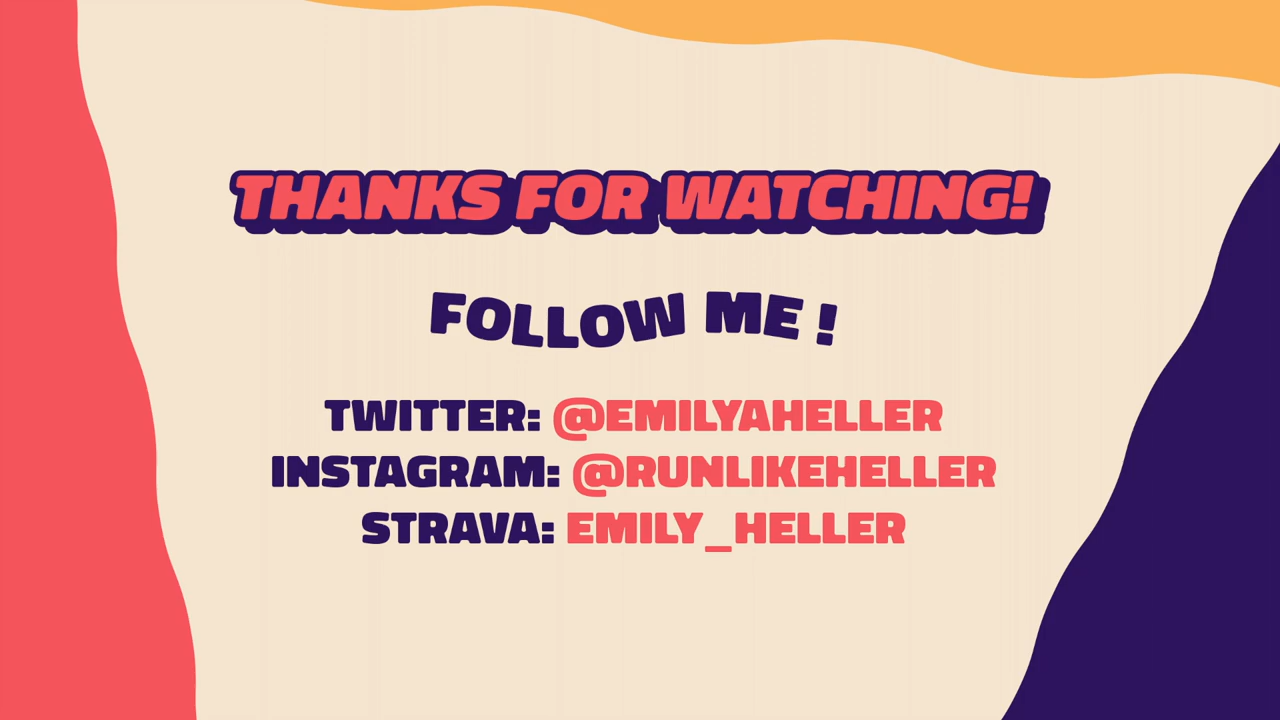 THANKS FOR WATCHING!
FOLLOW ME !
TWITTER: @EMILYAHELLER
INSTAGRAM: @RUNLIKEHELLER
STRAVA: EMILY_HELLER